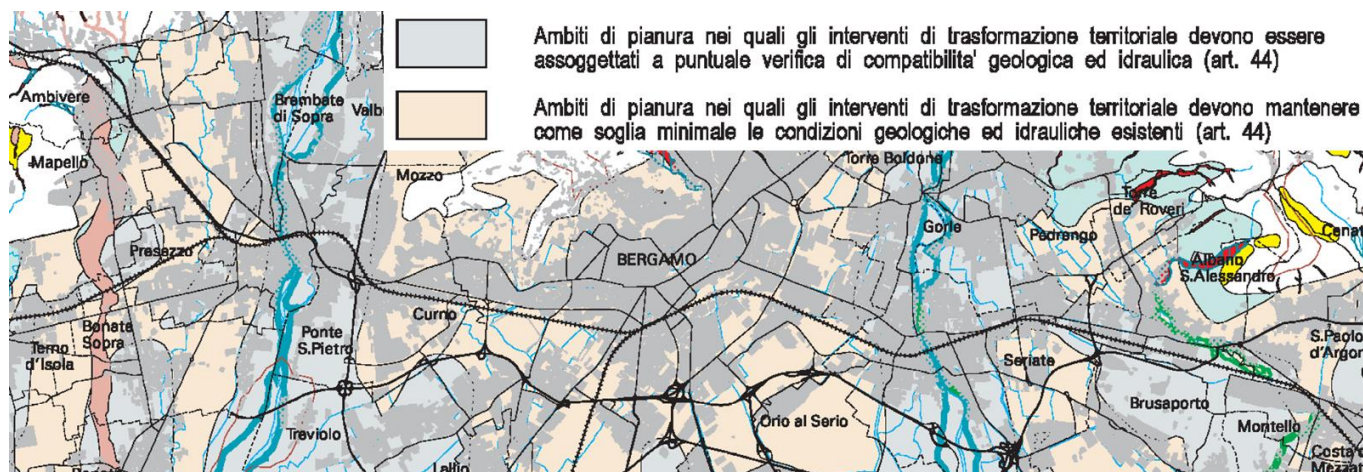 Ambiti di pianura nei quali gli interventi di trasformazione territoriale devono essere
assoggettati a puntuale verifica di compatibilita' geologica ed idraulica (art. 44)
Ambiti di pianura nei quali gli interventi di trasformazione territoriale devono mantenere
come soglia minimale le condizioni geologiche ed idrauliche esistenti (art. 44)
Ambivere
Brembate
di Sopra
Mapello
Mozzo
Torre Boldone
Torre
de' Roveri
Gorle
Pedrengo
Presezzo
BERGAMO
Albano
S.Alessandro
Bonate
Sopra
Ponte
S.Pietro
Curno
Terno
d'Isola
Seriate
S.Paolo
Brusaporto
Orio al Serio
Treviolo
Montello